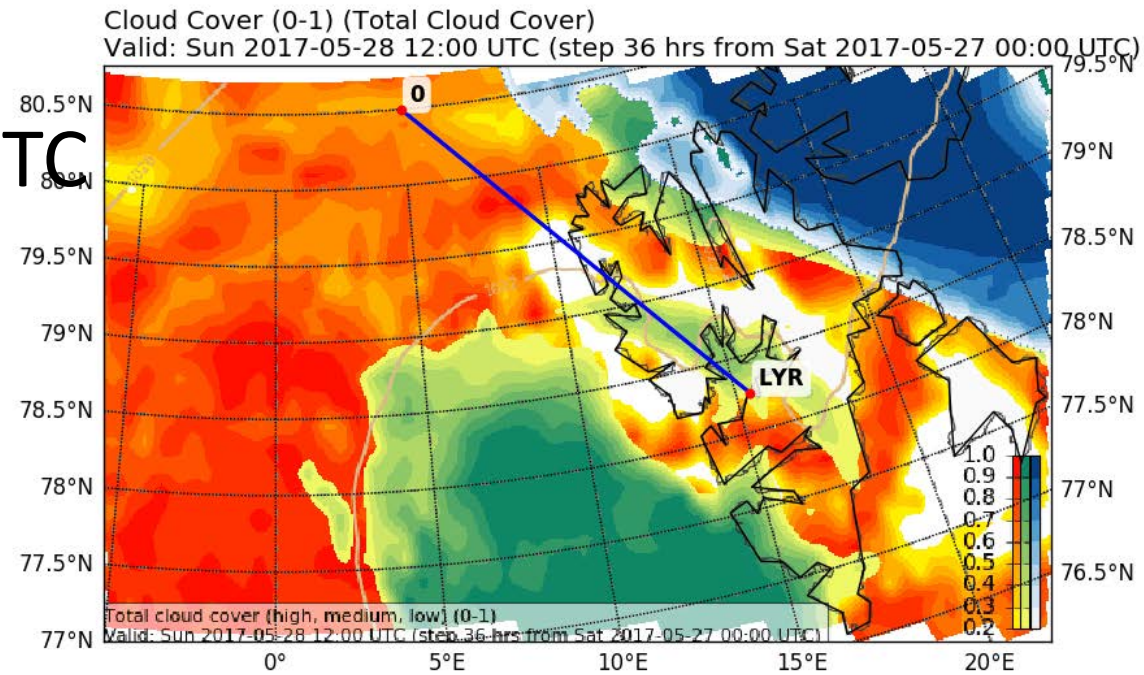 Cloud Cover (0-1) (Total Cloud Cover)
Valid: Sun 2017-05-28 12:00 UTC (step 36 hrs from Sat 2017-05-27 00:00 UTC)
79.5°N
80.5°N
0
TC
79°N
80°N
79.5°N
78.5°N
79°N
78°N
LYR
78.5°N
77.5°N
1.0
0.9
0.8
0.7
0.6
0.5
0.4
0.3
0.2
78°N
77°N
77.5°N
76.5°N
Total cloud cover (high, medium, low) (0-1)
Valid: Sun 2017-05-28 12:00 UTC (step 36 hrs from Sat 2017-05-27 00:00 UTC)
77°N
0° 5°E 10°E 15°E 20°E